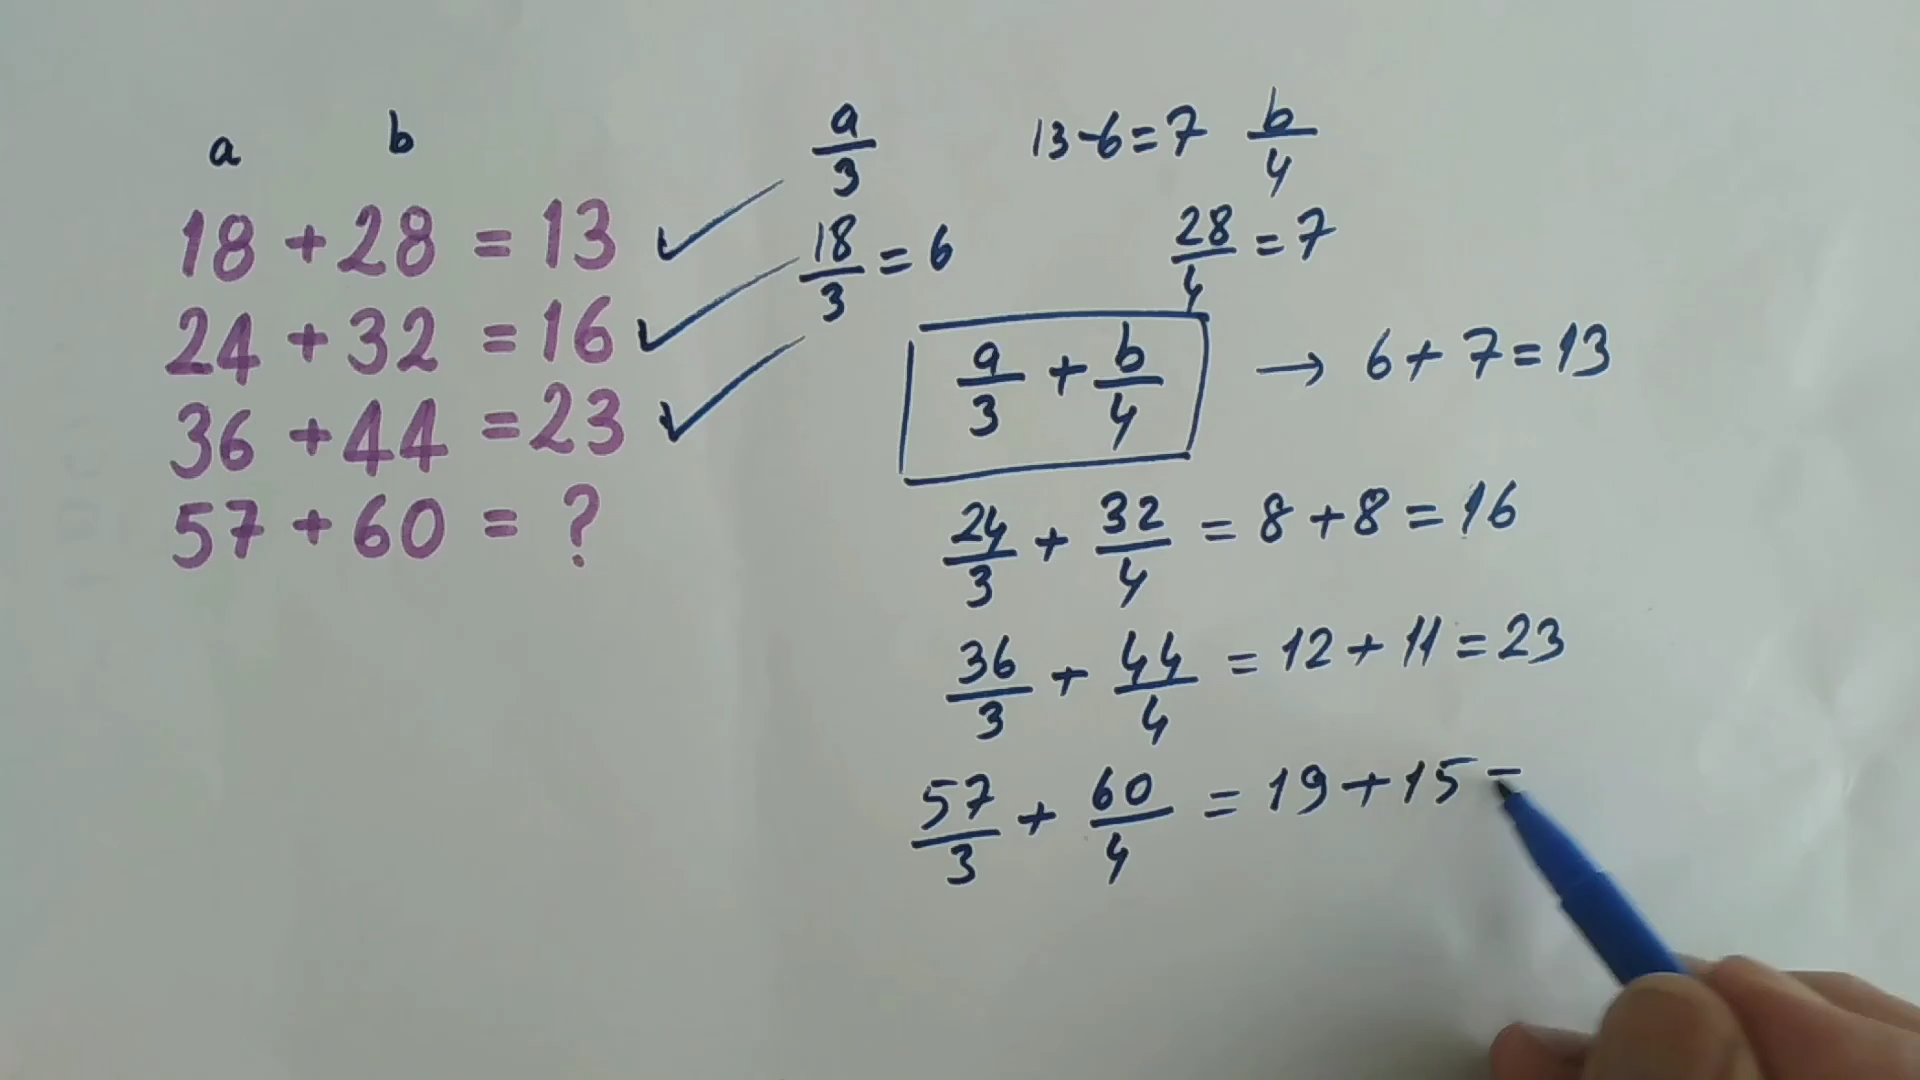 a b
18 + 28 = 13
24 + 32 = 16
36 + 44 = 23
57 + 60 = ?
a/3
18/3 = 6
13-6=7 b/4
28/4 = 7
a/3 + b/4 → 6 + 7 = 13
24/3 + 32/4 = 8 + 8 = 16
36/3 + 44/4 = 12 + 11 = 23
57/3 + 60/4 = 19 + 15 =